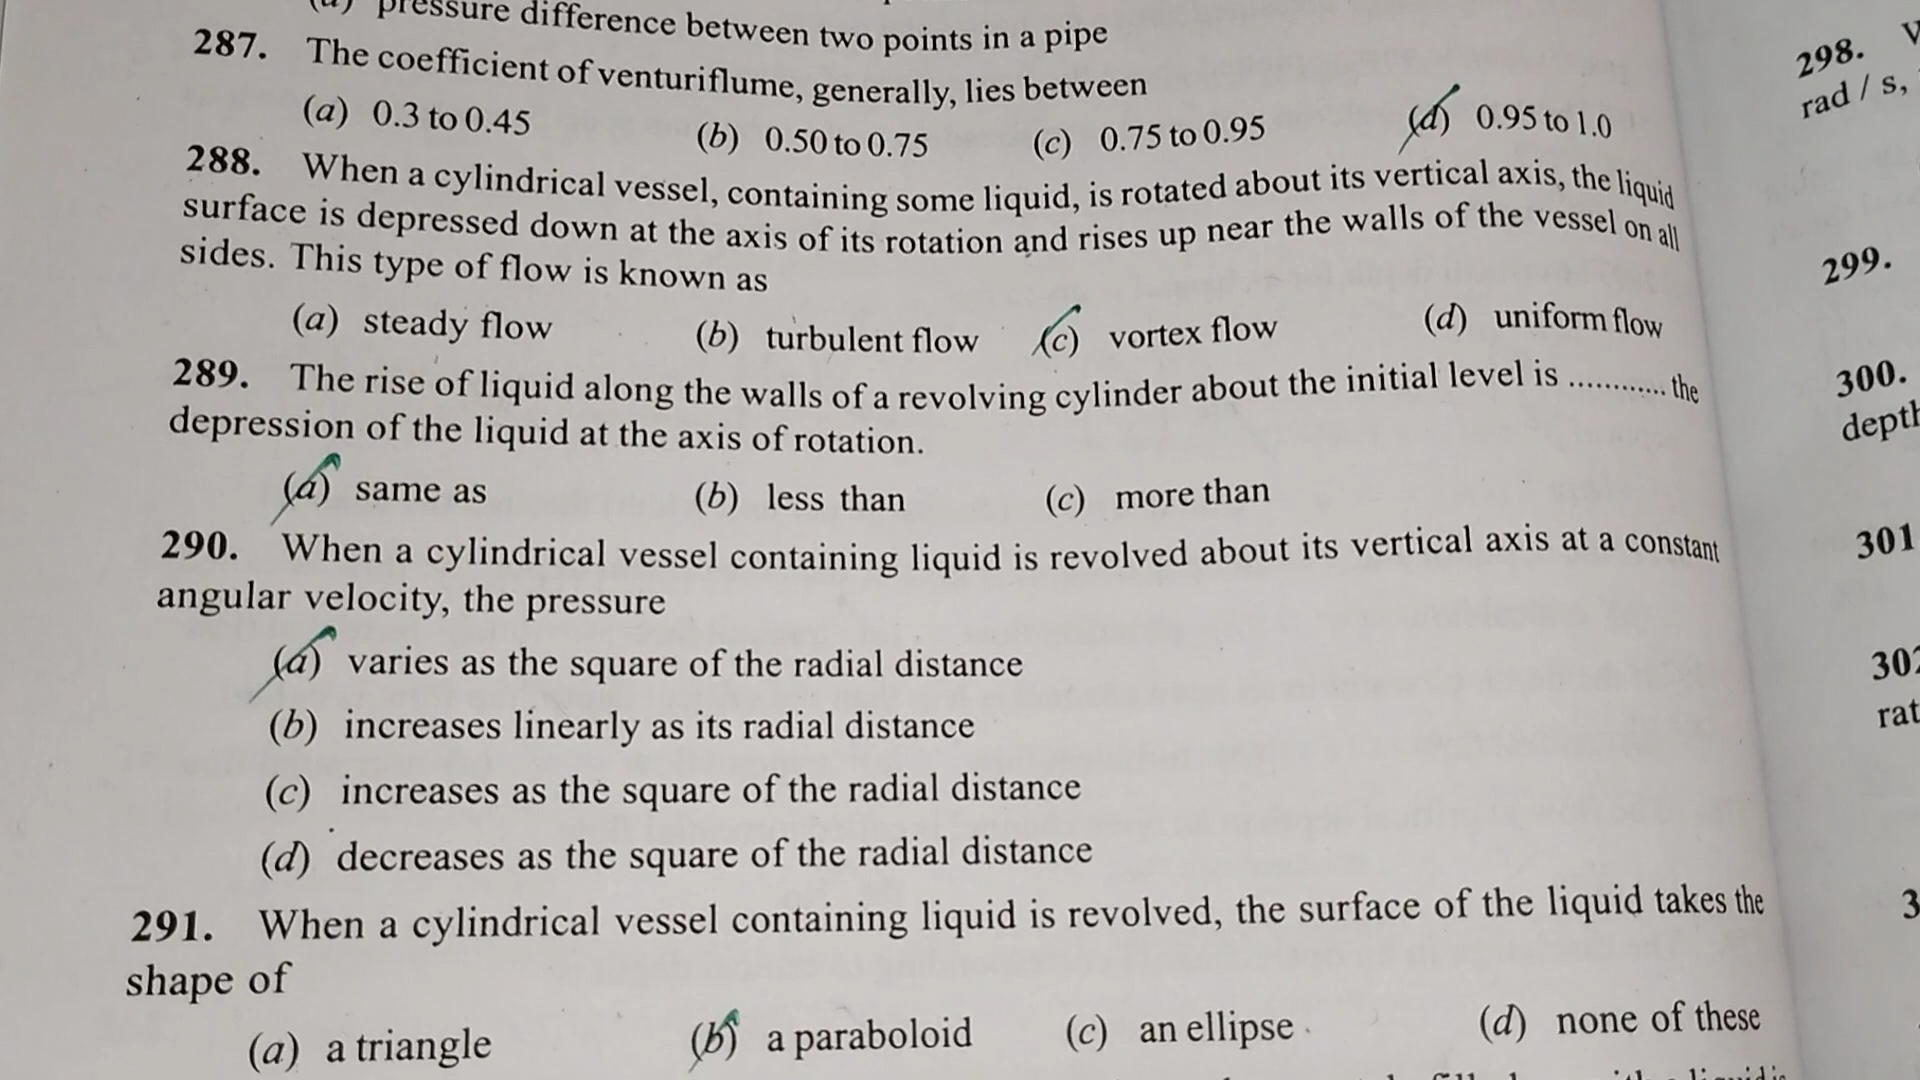 pressure difference between two points in a pipe
287. The coefficient of venturiflume, generally, lies between
(a) 0.3 to 0.45 (b) 0.50 to 0.75 (c) 0.75 to 0.95 (d) 0.95 to 1.0
288. When a cylindrical vessel, containing some liquid, is rotated about its vertical axis, the liquid
surface is depressed down at the axis of its rotation and rises up near the walls of the vessel on all
sides. This type of flow is known as
(a) steady flow (b) turbulent flow (c) vortex flow (d) uniform flow
289. The rise of liquid along the walls of a revolving cylinder about the initial level is ............ the
depression of the liquid at the axis of rotation.
(a) same as (b) less than (c) more than
290. When a cylindrical vessel containing liquid is revolved about its vertical axis at a constant
angular velocity, the pressure
(a) varies as the square of the radial distance
(b) increases linearly as its radial distance
(c) increases as the square of the radial distance
(d) decreases as the square of the radial distance
291. When a cylindrical vessel containing liquid is revolved, the surface of the liquid takes the
shape of
(a) a triangle (b) a paraboloid (c) an ellipse (d) none of these
298.
rad / s,
299.
300.
301
rat